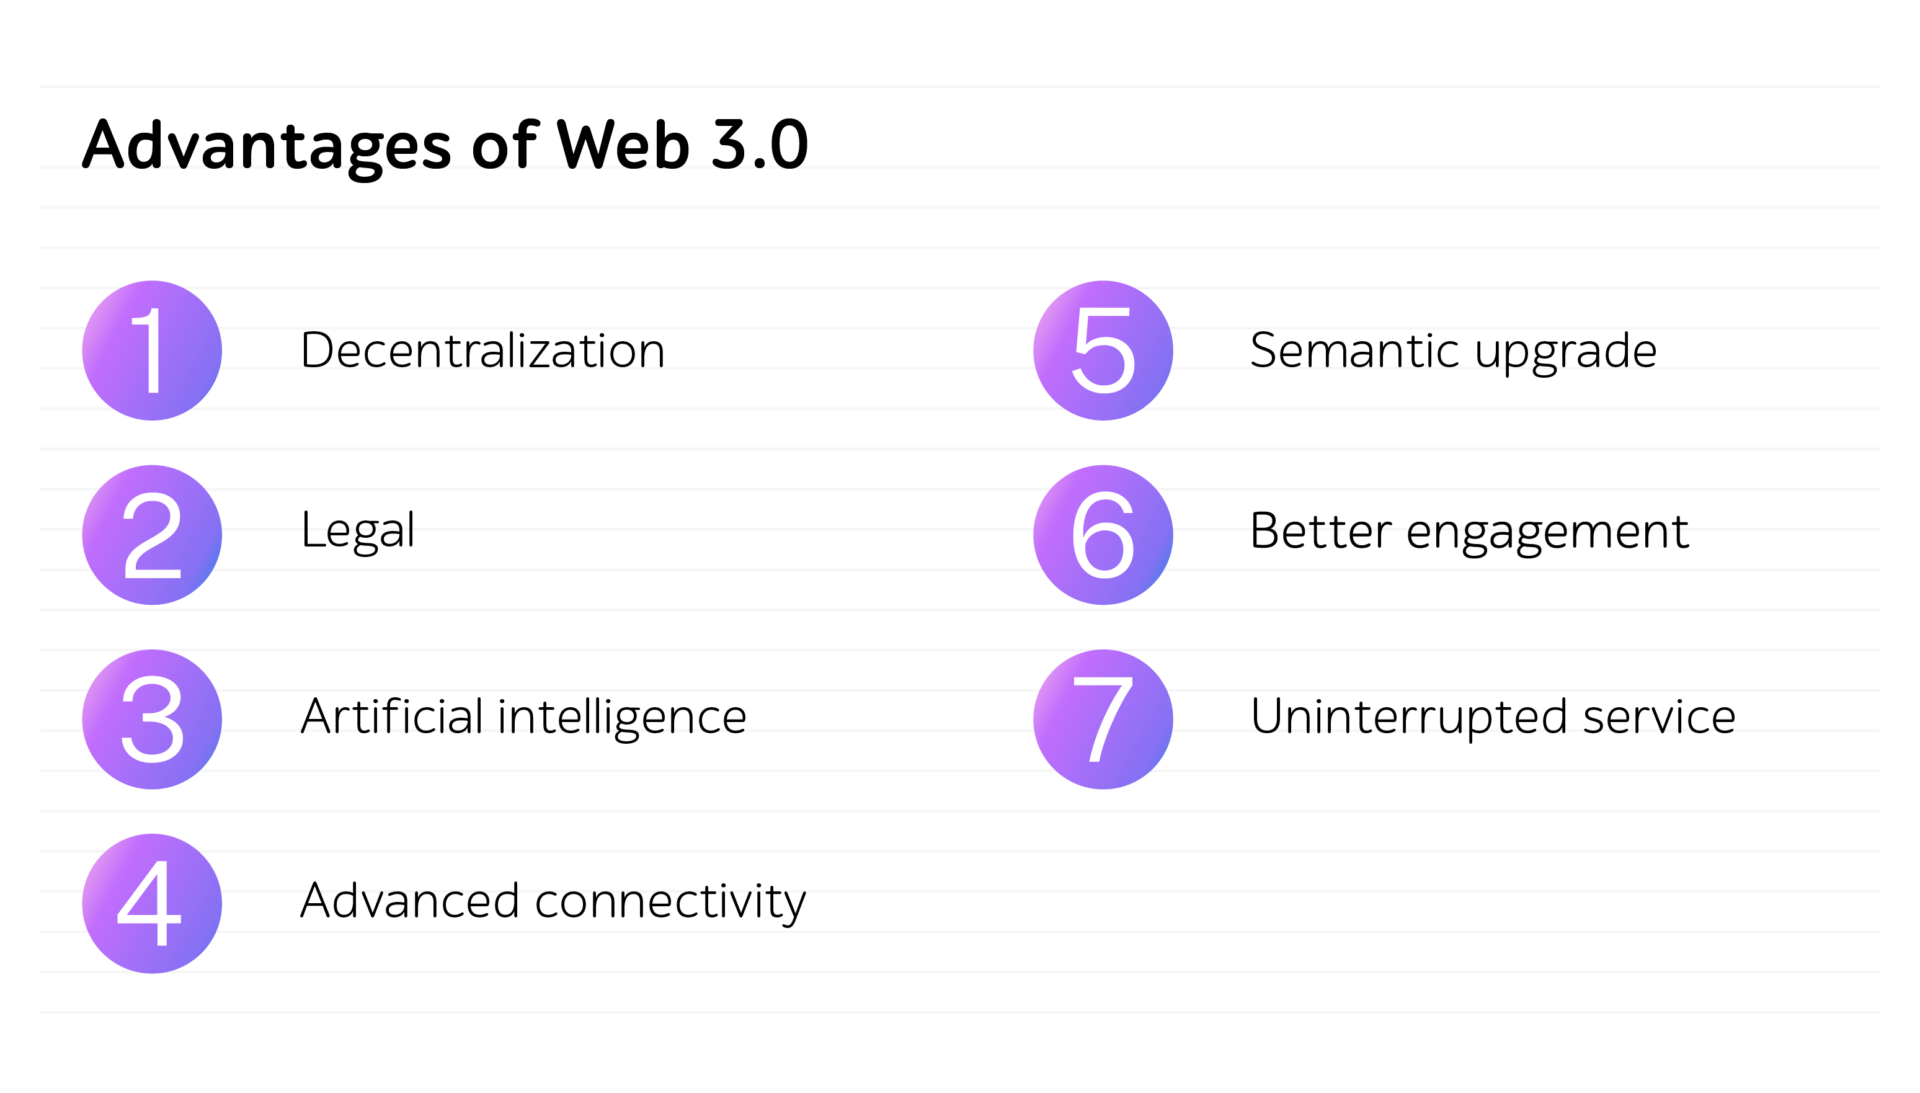 Advantages of Web 3.0
1 Decentralization
2 Legal
3 Artificial intelligence
4 Advanced connectivity
5 Semantic upgrade
6 Better engagement
7 Uninterrupted service